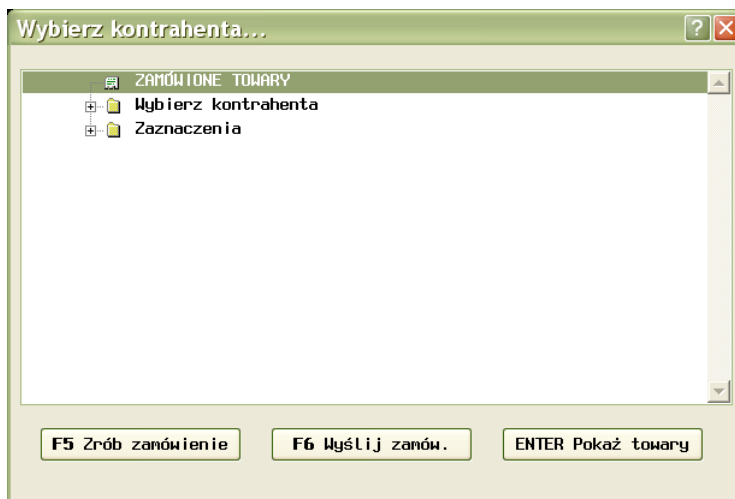 Wybierz kontrahenta...
ZAMÓWIONE TOWARY
Wybierz kontrahenta
Zaznaczenia
F5 Zrób zamówienie F6 Wyślij zamów. ENTER Pokaż towary